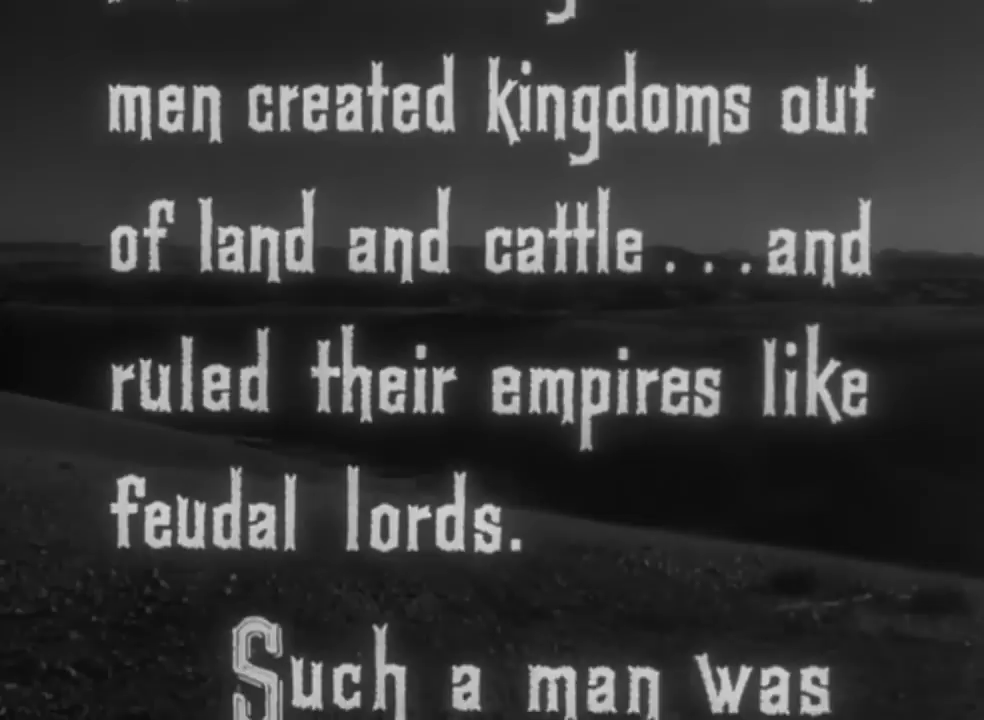 men created kingdoms out
of land and cattle...and
ruled their empires like
feudal lords.
Such a man was